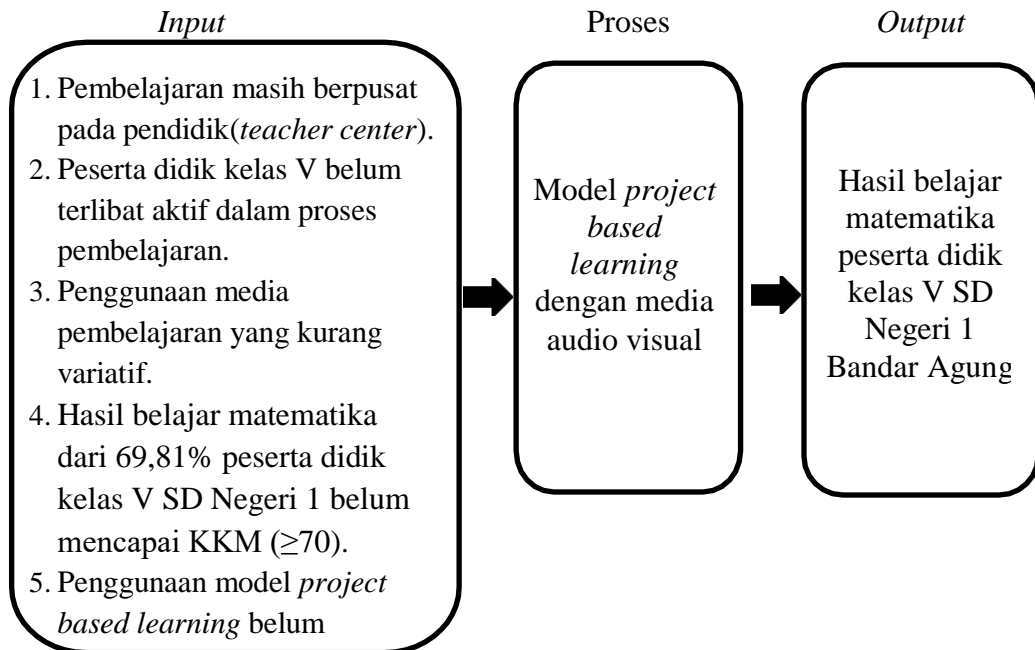 Input
1. Pembelajaran masih berpusat
pada pendidik(teacher center).
2. Peserta didik kelas V belum
terlibat aktif dalam proses
pembelajaran.
3. Penggunaan media
pembelajaran yang kurang
variatif.
4. Hasil belajar matematika
dari 69,81% peserta didik
kelas V SD Negeri 1 belum
mencapai KKM (≥70).
5. Penggunaan model project
based learning belum
Proses
Model project
based
learning
dengan media
audio visual
Output
Hasil belajar
matematika
peserta didik
kelas V SD
Negeri 1
Bandar Agung